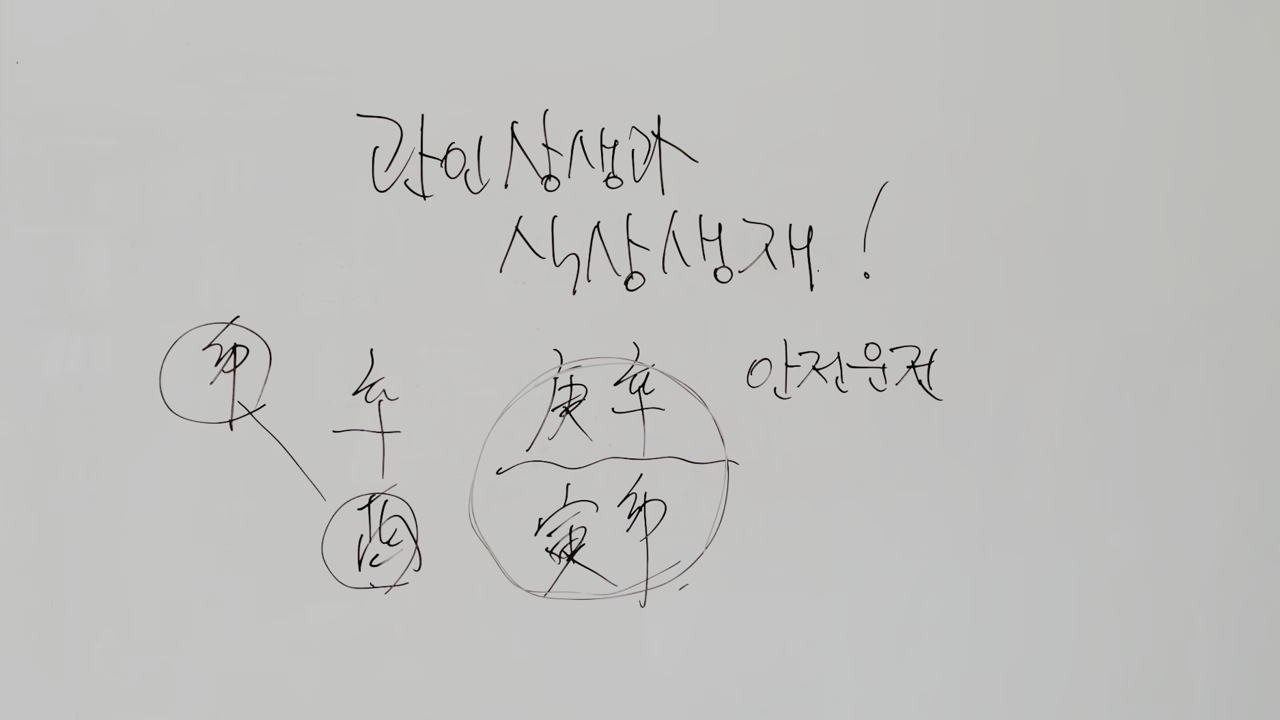 관인상생과
식상생재!
卯 辛 庚辛 안전운전
酉 寅卯